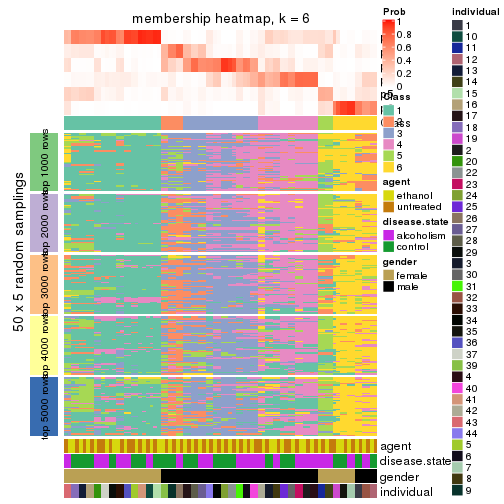 membership heatmap, k = 6
Prob
1
0.8
0.6
0.4
0.2
0
Class
1
2
3
4
5
6
agent
ethanol
untreated
disease.state
alcoholism
control
gender
female
male
individual
1
10
11
12
13
14
15
16
17
18
19
2
20
22
23
24
25
26
27
28
29
3
30
31
32
33
34
35
36
37
39
4
40
41
42
43
44
5
6
7
8
9
50 x 5 random samplings
top 1000 rows
top 2000 rows
top 3000 rows
top 4000 rows
top 5000 rows
agent
disease.state
gender
individual